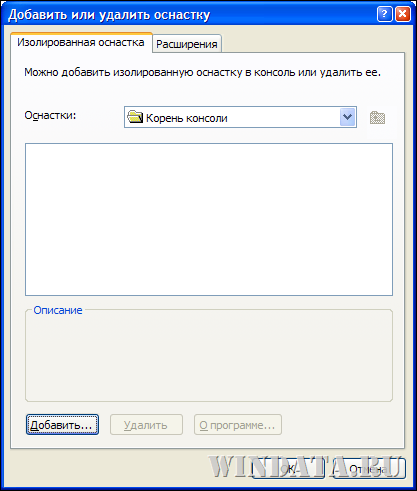 Добавить или удалить оснастку
Изолированная оснастка
Расширения
Можно добавить изолированную оснастку в консоль или удалить ее.
Оснастки:
Корень консоли
Описание
Добавить...
Удалить
О программе...
ОК
Отмена
WINDATA.RU